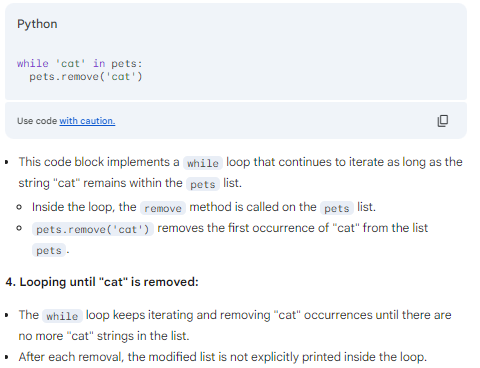 Python
while 'cat' in pets:
pets.remove('cat')
Use code with caution.
• This code block implements a while loop that continues to iterate as long as the
string "cat" remains within the pets list.
○ Inside the loop, the remove method is called on the pets list.
○ pets.remove('cat') removes the first occurrence of "cat" from the list
pets .
4. Looping until "cat" is removed:
• The while loop keeps iterating and removing "cat" occurrences until there are
no more "cat" strings in the list.
• After each removal, the modified list is not explicitly printed inside the loop.